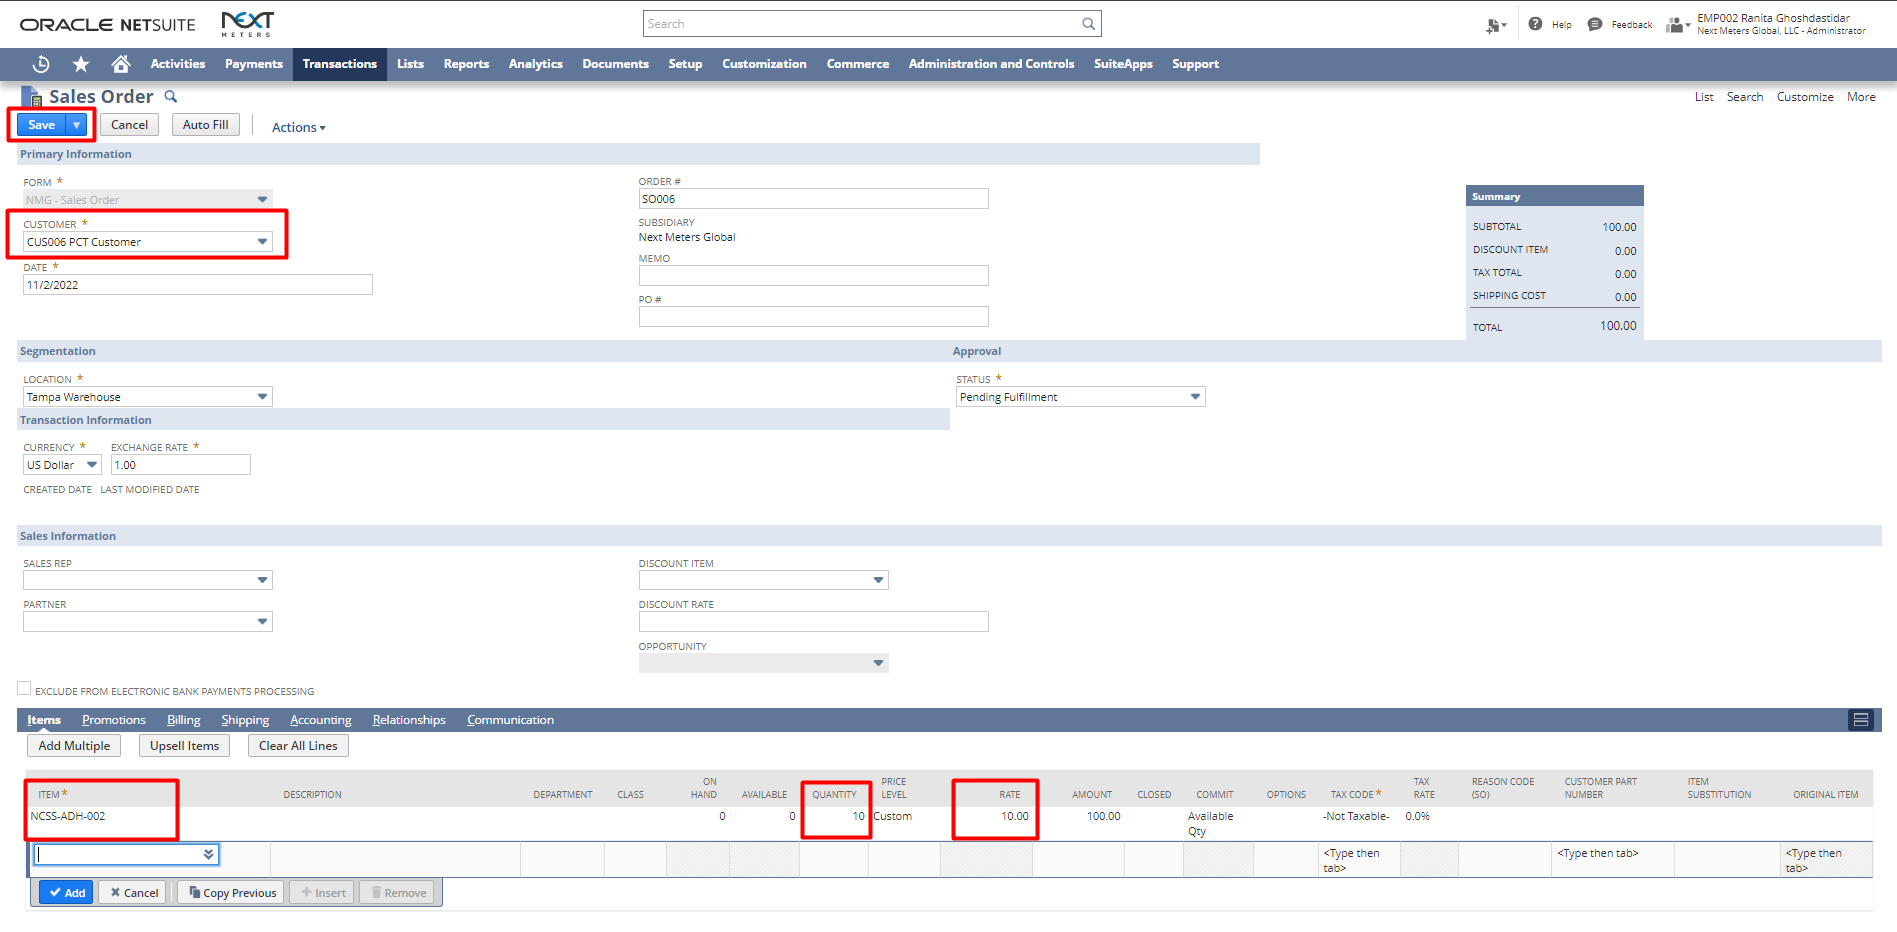 ORACLE NETSUITE
NEXT
METERS
Search
Help
Feedback
EMP002 Ranita Ghoshdastidar
Next Meters Global, LLC - Administrator
Activities Payments Transactions Lists Reports Analytics Documents Setup Customization Commerce Administration and Controls SuiteApps Support
Sales Order
List Search Customize More
Save Cancel Auto Fill Actions
Primary Information
FORM *
NMG - Sales Order
CUSTOMER *
CUS006 PCT Customer
DATE *
11/2/2022
ORDER #
SO006
SUBSIDIARY
Next Meters Global
MEMO
PO #
Summary
SUBTOTAL 100.00
DISCOUNT ITEM 0.00
TAX TOTAL 0.00
SHIPPING COST 0.00
TOTAL 100.00
Segmentation
LOCATION *
Tampa Warehouse
Approval
STATUS *
Pending Fulfillment
Transaction Information
CURRENCY * EXCHANGE RATE *
US Dollar 1.00
CREATED DATE LAST MODIFIED DATE
Sales Information
SALES REP
PARTNER
DISCOUNT ITEM
DISCOUNT RATE
OPPORTUNITY
EXCLUDE FROM ELECTRONIC BANK PAYMENTS PROCESSING
Items Promotions Billing Shipping Accounting Relationships Communication
Add Multiple Upsell Items Clear All Lines
ITEM * DESCRIPTION DEPARTMENT CLASS ON HAND AVAILABLE QUANTITY PRICE LEVEL RATE AMOUNT CLOSED COMMIT OPTIONS TAX CODE * TAX RATE REASON CODE (SO) CUSTOMER PART NUMBER ITEM SUBSTITUTION ORIGINAL ITEM
NCSS-ADH-002 0 0 10 Custom 10.00 100.00 Available Qty -Not Taxable- 0.0%
<Type then tab> <Type then tab> <Type then tab>
Add Cancel Copy Previous Insert Remove